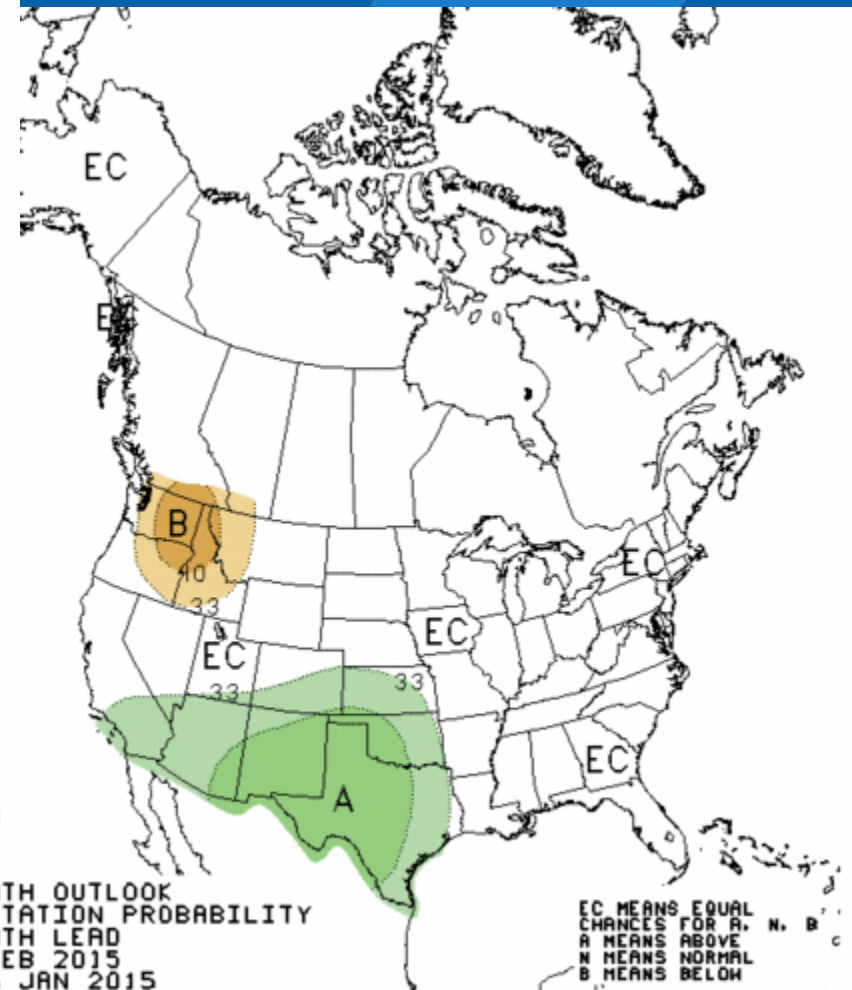 EC
E
B
40
33
EC
EC
33
EC
33
EC
A
TH OUTLOOK
TATION PROBABILITY
TH LEAD
EB 2015
JAN 2015
EC MEANS EQUAL
CHANCES FOR A, N, B
A MEANS ABOVE
N MEANS NORMAL
B MEANS BELOW